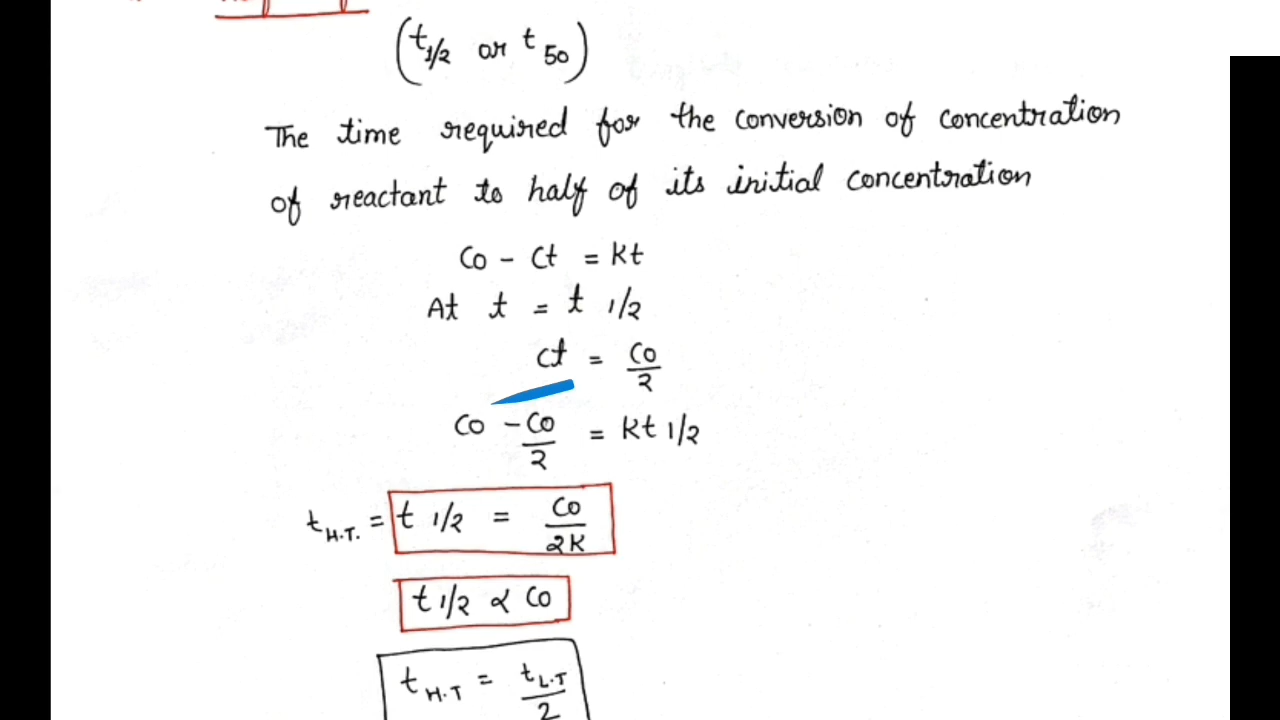 (t1/2 or t50)
The time required for the conversion of concentration
of reactant to half of its initial concentration
Co - Ct = Kt
At t = t 1/2
Ct = Co/2
Co - Co/2 = Kt 1/2
tH.T. = t 1/2 = Co/2K
t 1/2 α Co
tH.T = tL.T/2